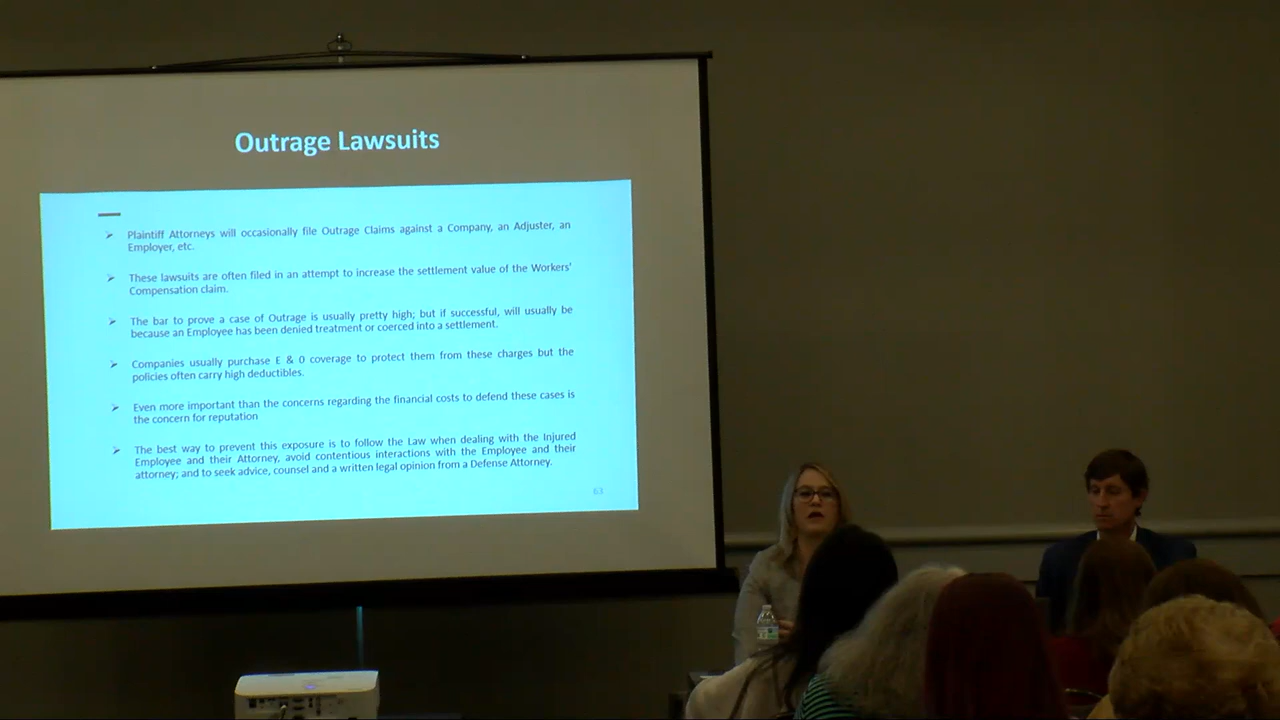 Outrage Lawsuits
➢ Plaintiff Attorneys will occasionally file Outrage Claims against a Company, an Adjuster, an
Employer, etc.
➢ These lawsuits are often filed in an attempt to increase the settlement value of the Workers'
Compensation claim.
➢ The bar to prove a case of Outrage is usually pretty high; but if successful, will usually be
because an Employee has been denied treatment or coerced into a settlement.
➢ Companies usually purchase E & 0 coverage to protect them from these charges but the
policies often carry high deductibles.
➢ Even more important than the concerns regarding the financial costs to defend these cases is
the concern for reputation
➢ The best way to prevent this exposure is to follow the Law when dealing with the Injured
Employee and their Attorney, avoid contentious interactions with the Employee and their
attorney; and to seek advice, counsel and a written legal opinion from a Defense Attorney.
63